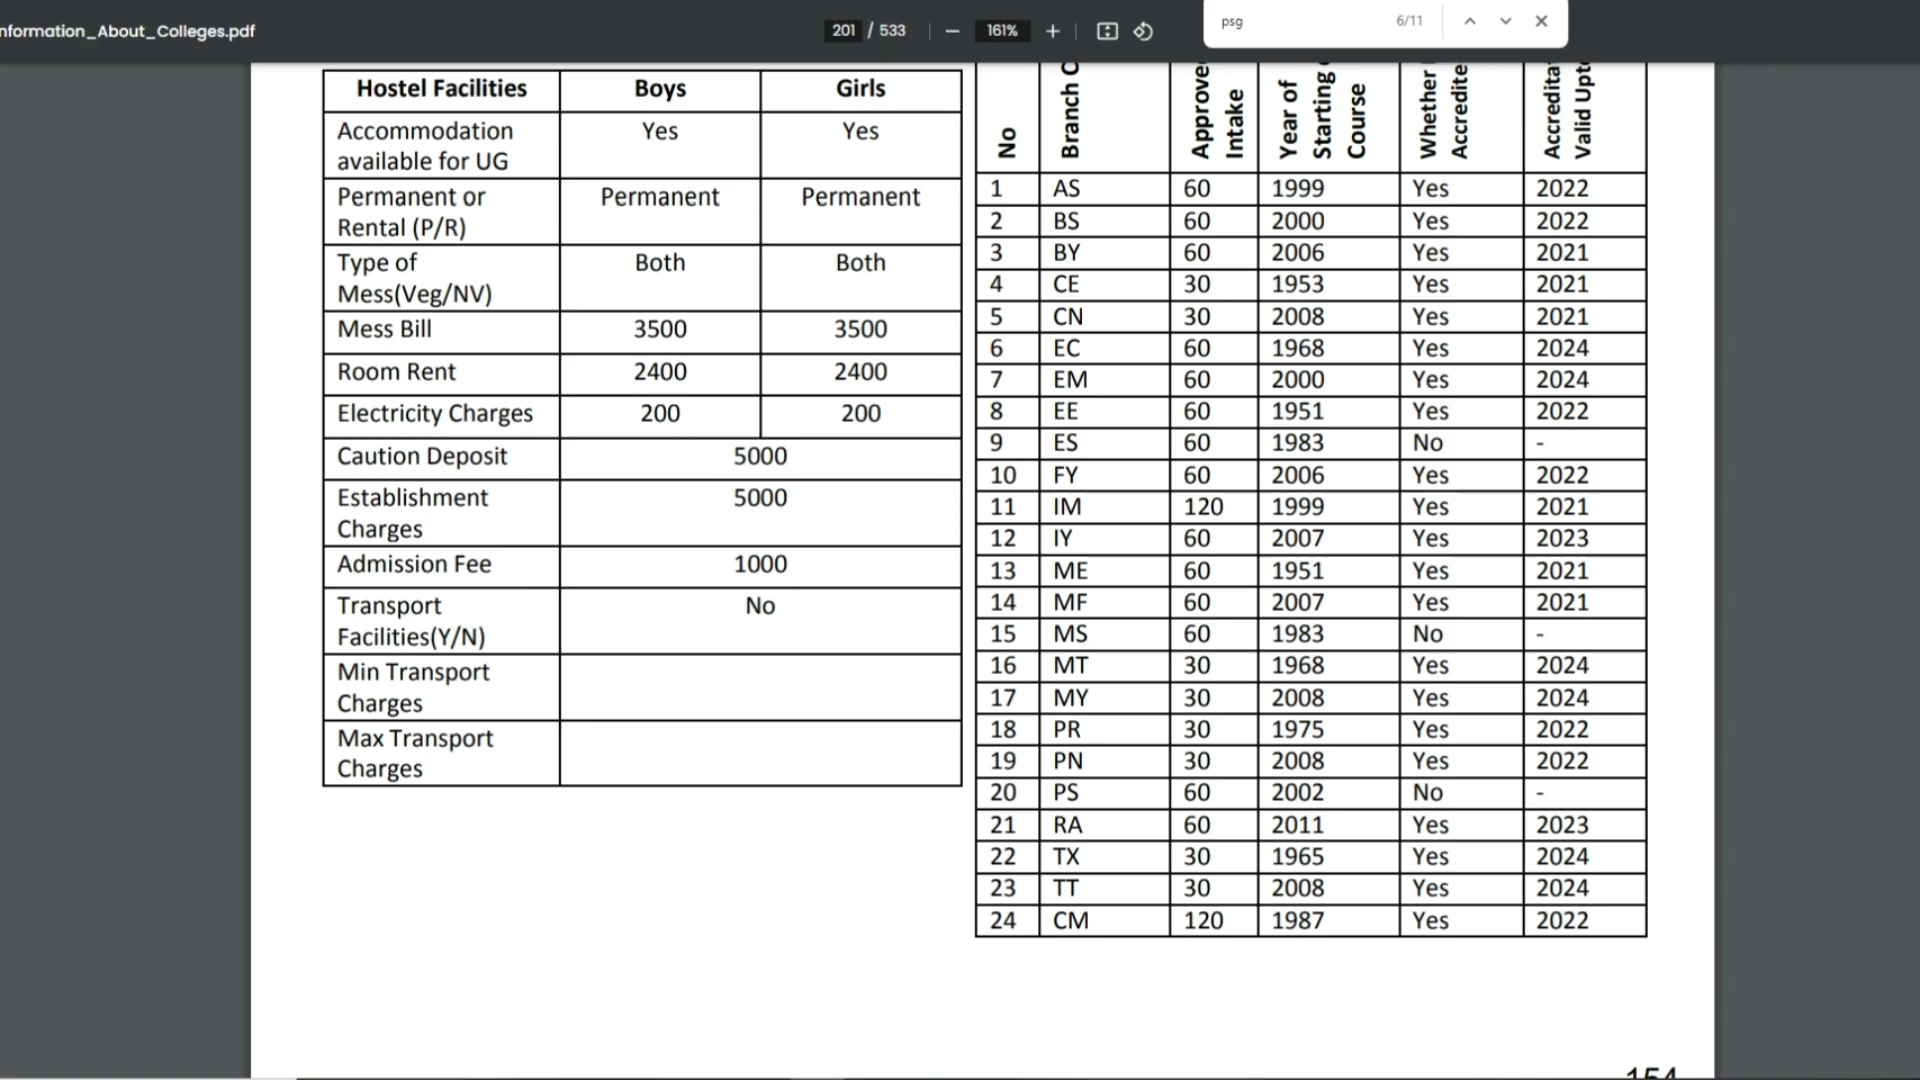 nformation_About_Colleges.pdf
201 / 533
161%
psg
6/11
Hostel Facilities Boys Girls
Accommodation Yes Yes
available for UG
Permanent or Permanent Permanent
Rental (P/R)
Type of Both Both
Mess(Veg/NV)
Mess Bill 3500 3500
Room Rent 2400 2400
Electricity Charges 200 200
Caution Deposit 5000
Establishment 5000
Charges
Admission Fee 1000
Transport No
Facilities(Y/N)
Min Transport
Charges
Max Transport
Charges
No
Branch C
Approve
Intake
Year of
Starting
Course
Whether
Accredite
Accredita
Valid Upto
1 AS 60 1999 Yes 2022
2 BS 60 2000 Yes 2022
3 BY 60 2006 Yes 2021
4 CE 30 1953 Yes 2021
5 CN 30 2008 Yes 2021
6 EC 60 1968 Yes 2024
7 EM 60 2000 Yes 2024
8 EE 60 1951 Yes 2022
9 ES 60 1983 No -
10 FY 60 2006 Yes 2022
11 IM 120 1999 Yes 2021
12 IY 60 2007 Yes 2023
13 ME 60 1951 Yes 2021
14 MF 60 2007 Yes 2021
15 MS 60 1983 No -
16 MT 30 1968 Yes 2024
17 MY 30 2008 Yes 2024
18 PR 30 1975 Yes 2022
19 PN 30 2008 Yes 2022
20 PS 60 2002 No -
21 RA 60 2011 Yes 2023
22 TX 30 1965 Yes 2024
23 TT 30 2008 Yes 2024
24 CM 120 1987 Yes 2022
154